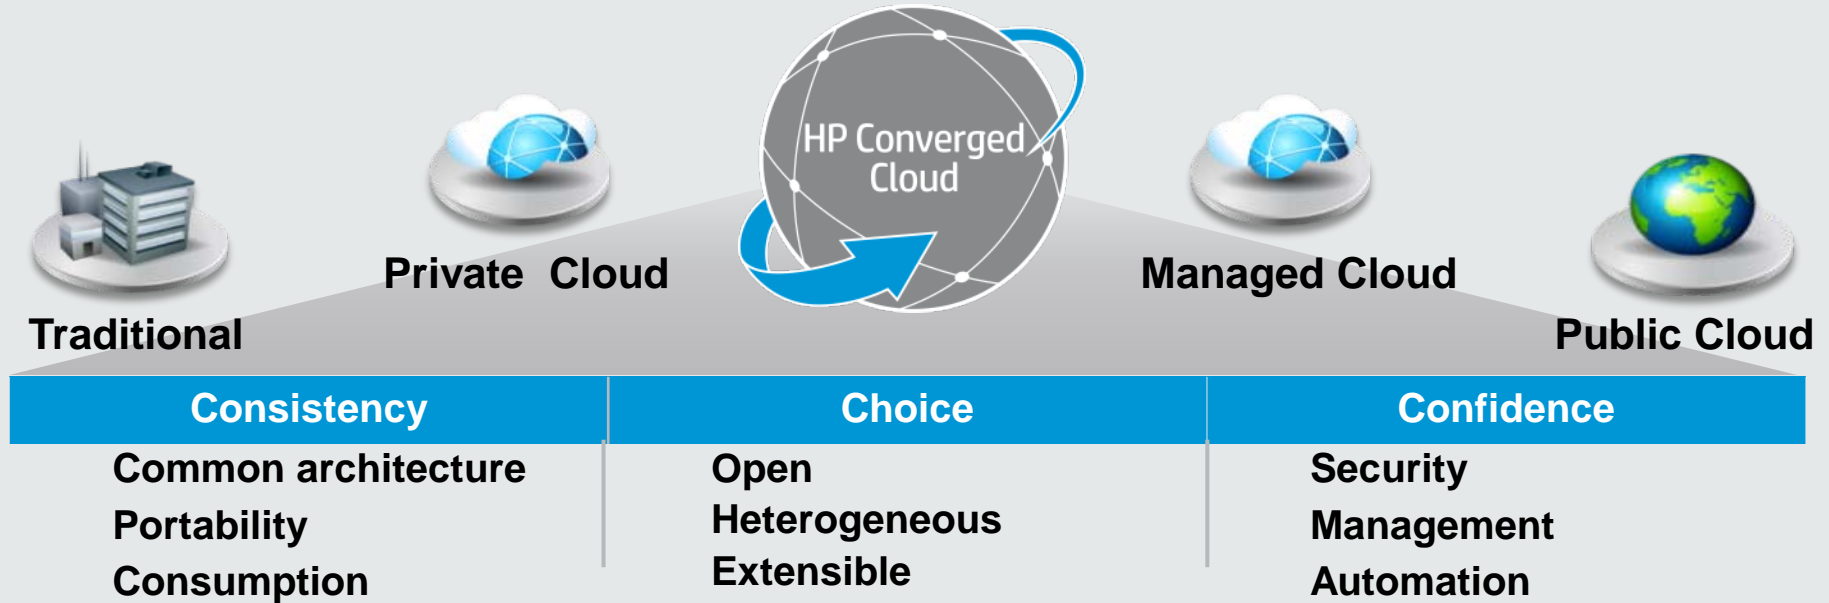 HP Converged
Cloud
Private Cloud
Managed Cloud
Traditional
Public Cloud
Consistency
Choice
Confidence
Common architecture
Portability
Consumption
Open
Heterogeneous
Extensible
Security
Management
Automation